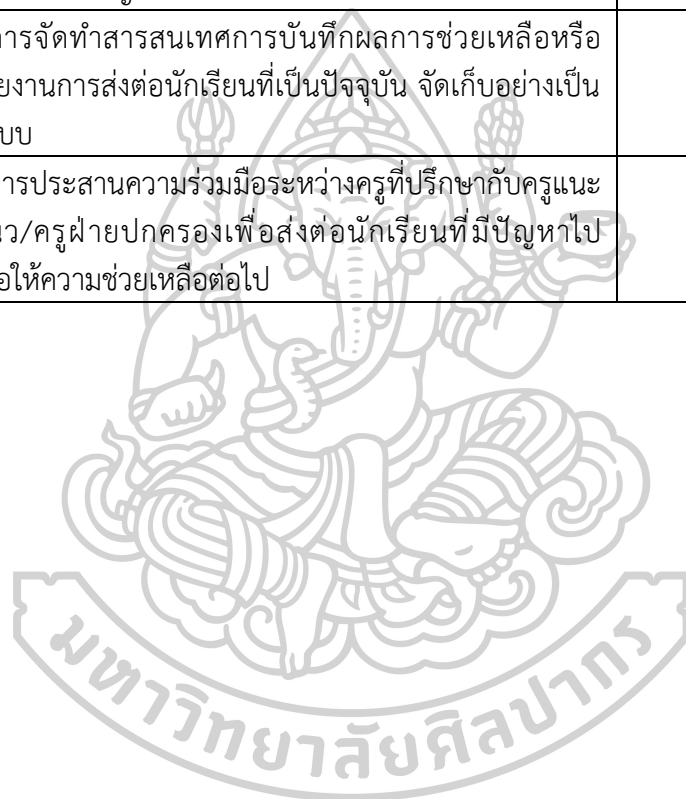 การจัดทำสารสนเทศการบันทึกผลการช่วยเหลือหรือ
ยงานการส่งต่อนักเรียนที่เป็นปัจจุบัน จัดเก็บอย่างเป็น
บบ
ารประสานความร่วมมือระหว่างครูที่ปรึกษากับครูแนะ
นว/ครูฝ่ายปกครองเพื่อส่งต่อนักเรียนที่มีปัญหาไป
อให้ความช่วยเหลือต่อไป
มหาวิทยาลัยศิลปากร